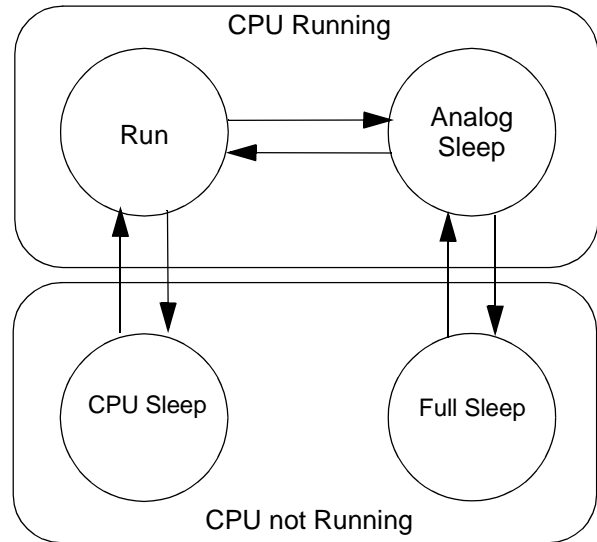 CPU Running
Run
Analog
Sleep
CPU Sleep
Full Sleep
CPU not Running